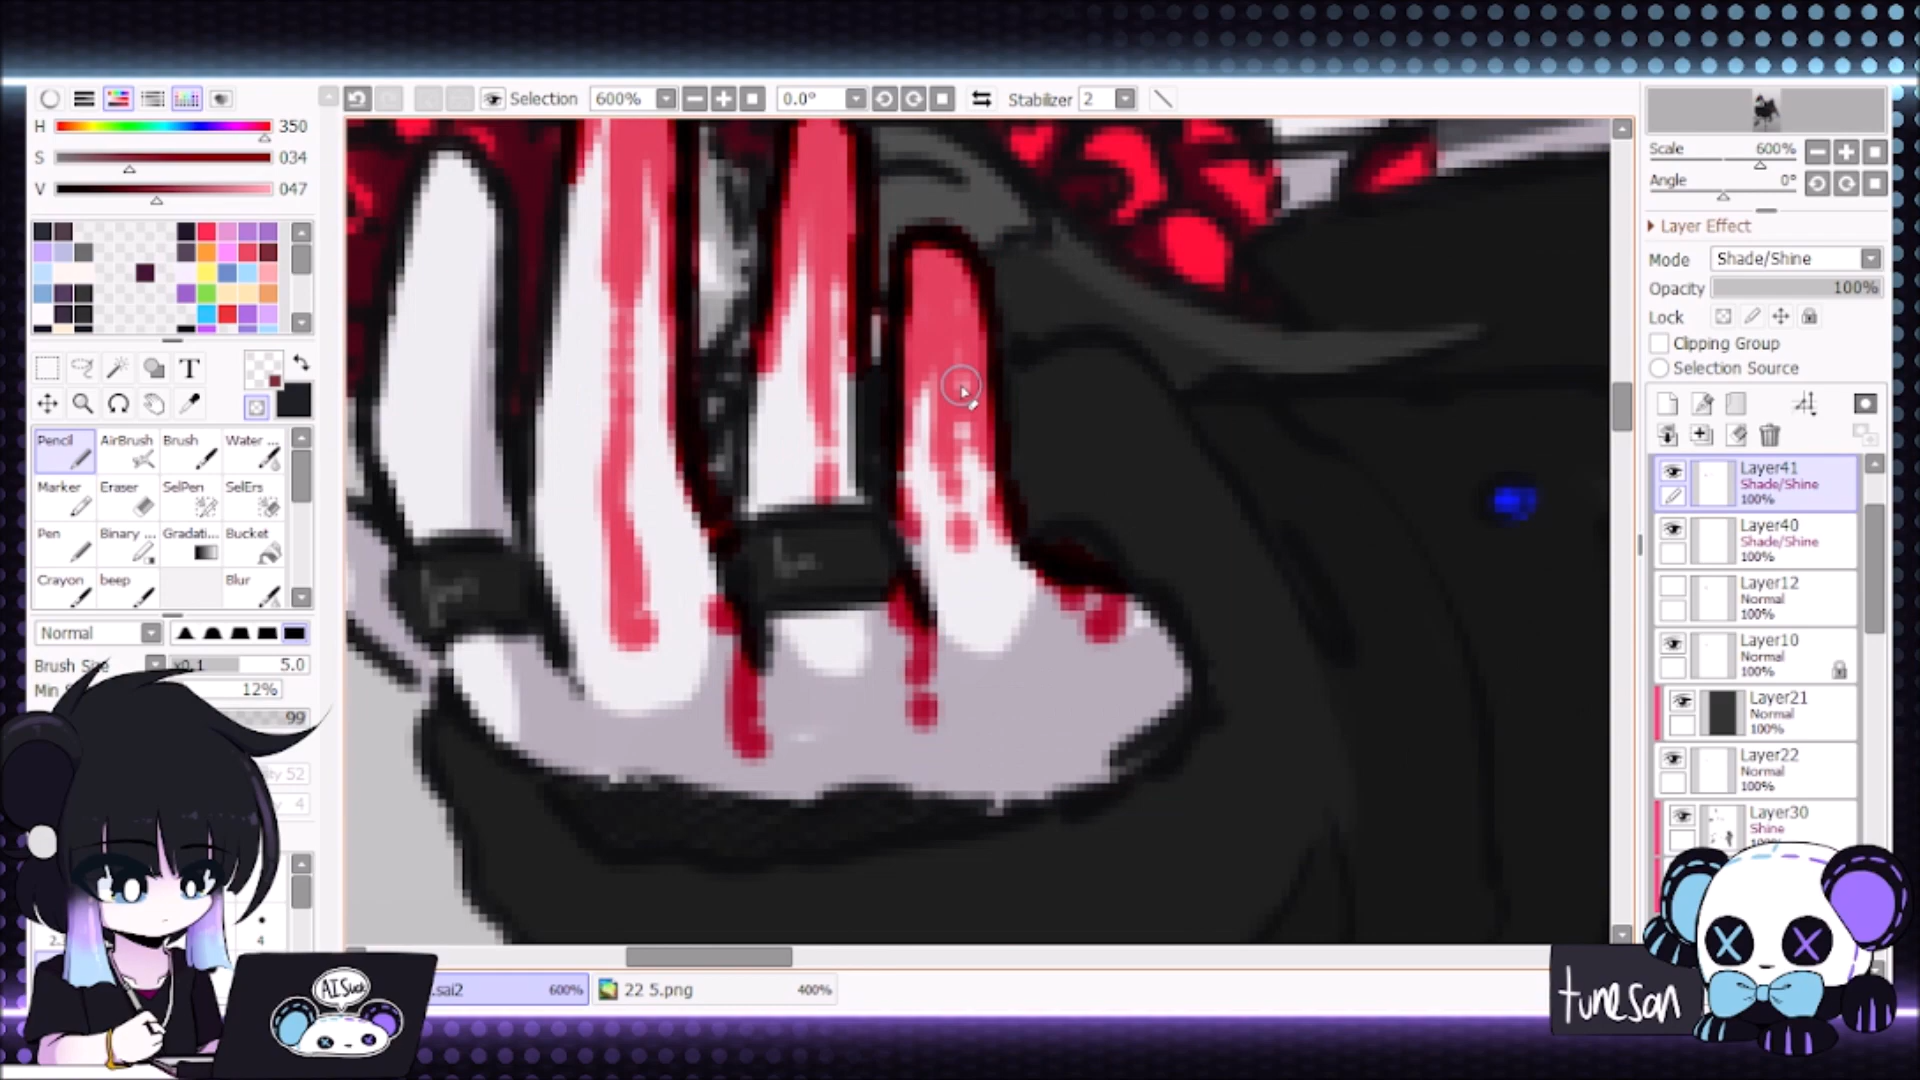 Selection 600% 0.0° Stabilizer 2
H 350
S 034
V 047
T
Pencil AirBrush Brush Water ...
Marker Eraser SelPen SelErs
Pen Binary ... Gradati... Bucket
Crayon beep Blur
Normal
Brush Size x0.1 5.0
Min 12%
99
52
4
4
AI Suck
.sai2 600% 22 5.png 400%
Scale 600%
Angle 0°
Layer Effect
Mode Shade/Shine
Opacity 100%
Lock
Clipping Group
Selection Source
Layer41
Shade/Shine
100%
Layer40
Shade/Shine
100%
Layer12
Normal
100%
Layer10
Normal
100%
Layer21
Normal
100%
Layer22
Normal
100%
Layer30
Shine
tunesan